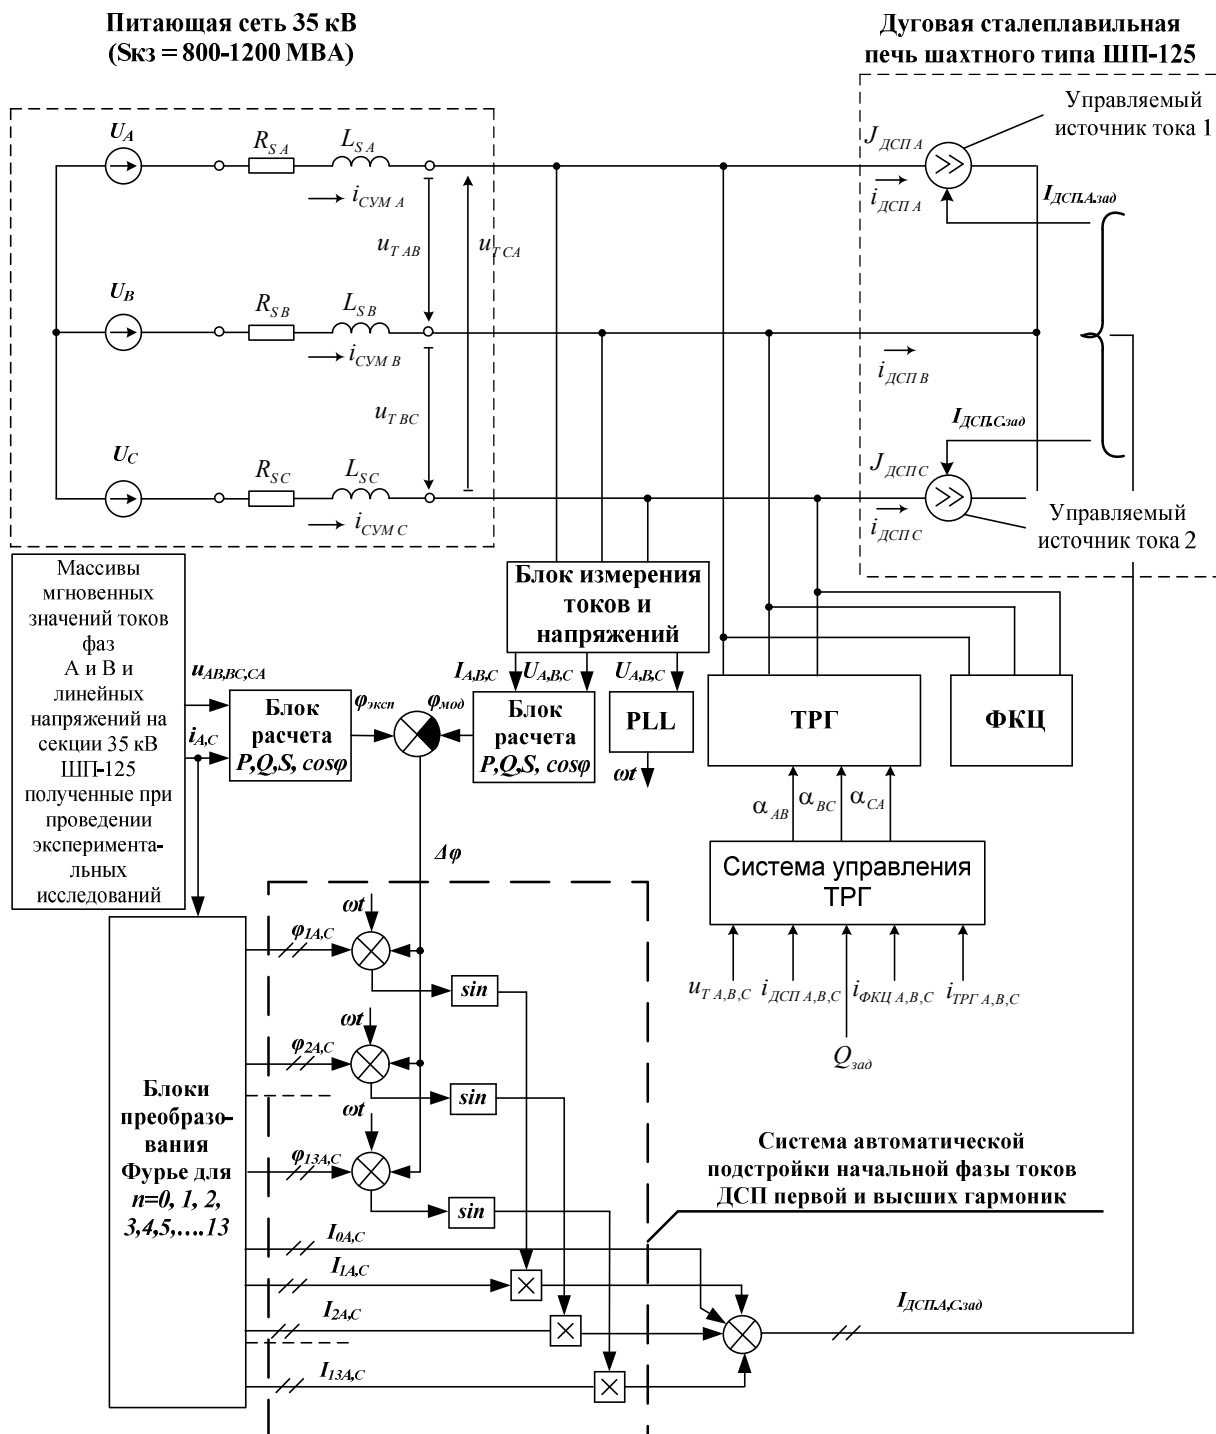 Питающая сеть 35 кВ
(Sкз = 800-1200 МВА)
Дуговая сталеплавильная
печь шахтного типа ШП-125
Управляемый
источник тока 1
U_A
R_SA
L_SA
i_СУМ A
J_ДСП A
i_ДСП A
I_ДСП.А.зад
u_T AB
u_T CA
U_B
R_SB
L_SB
i_СУМ B
i_ДСП B
u_T BC
I_ДСП.С.зад
U_C
R_SC
L_SC
i_СУМ C
J_ДСП C
i_ДСП C
Управляемый
источник тока 2
Массивы
мгновенных
значений токов
фаз
А и В и
линейных
напряжений на
секции 35 кВ
ШП-125
полученные при
проведении
эксперимента-
льных
исследований
u_AB,BC,CA
i_A,C
Блок
расчета
P,Q,S, cosφ
φ_эксп
φ_мод
Блок измерения
токов и
напряжений
I_A,B,C
U_A,B,C
U_A,B,C
Блок
расчета
P,Q,S, cosφ
PLL
ωt
ТРГ
ФКЦ
α_AB
α_BC
α_CA
Система управления
ТРГ
u_T A,B,C
i_ДСП A,B,C
i_ФКЦ A,B,C
i_ТРГ A,B,C
Q_зад
Δφ
ωt
φ_1A,C
sin
ωt
φ_2A,C
sin
ωt
φ_13A,C
sin
Блоки
преобразо-
вания
Фурье для
n=0, 1, 2,
3,4,5,….13
Система автоматической
подстройки начальной фазы токов
ДСП первой и высших гармоник
I_0A,C
I_1A,C
I_2A,C
I_13A,C
I_ДСП.А,С.зад